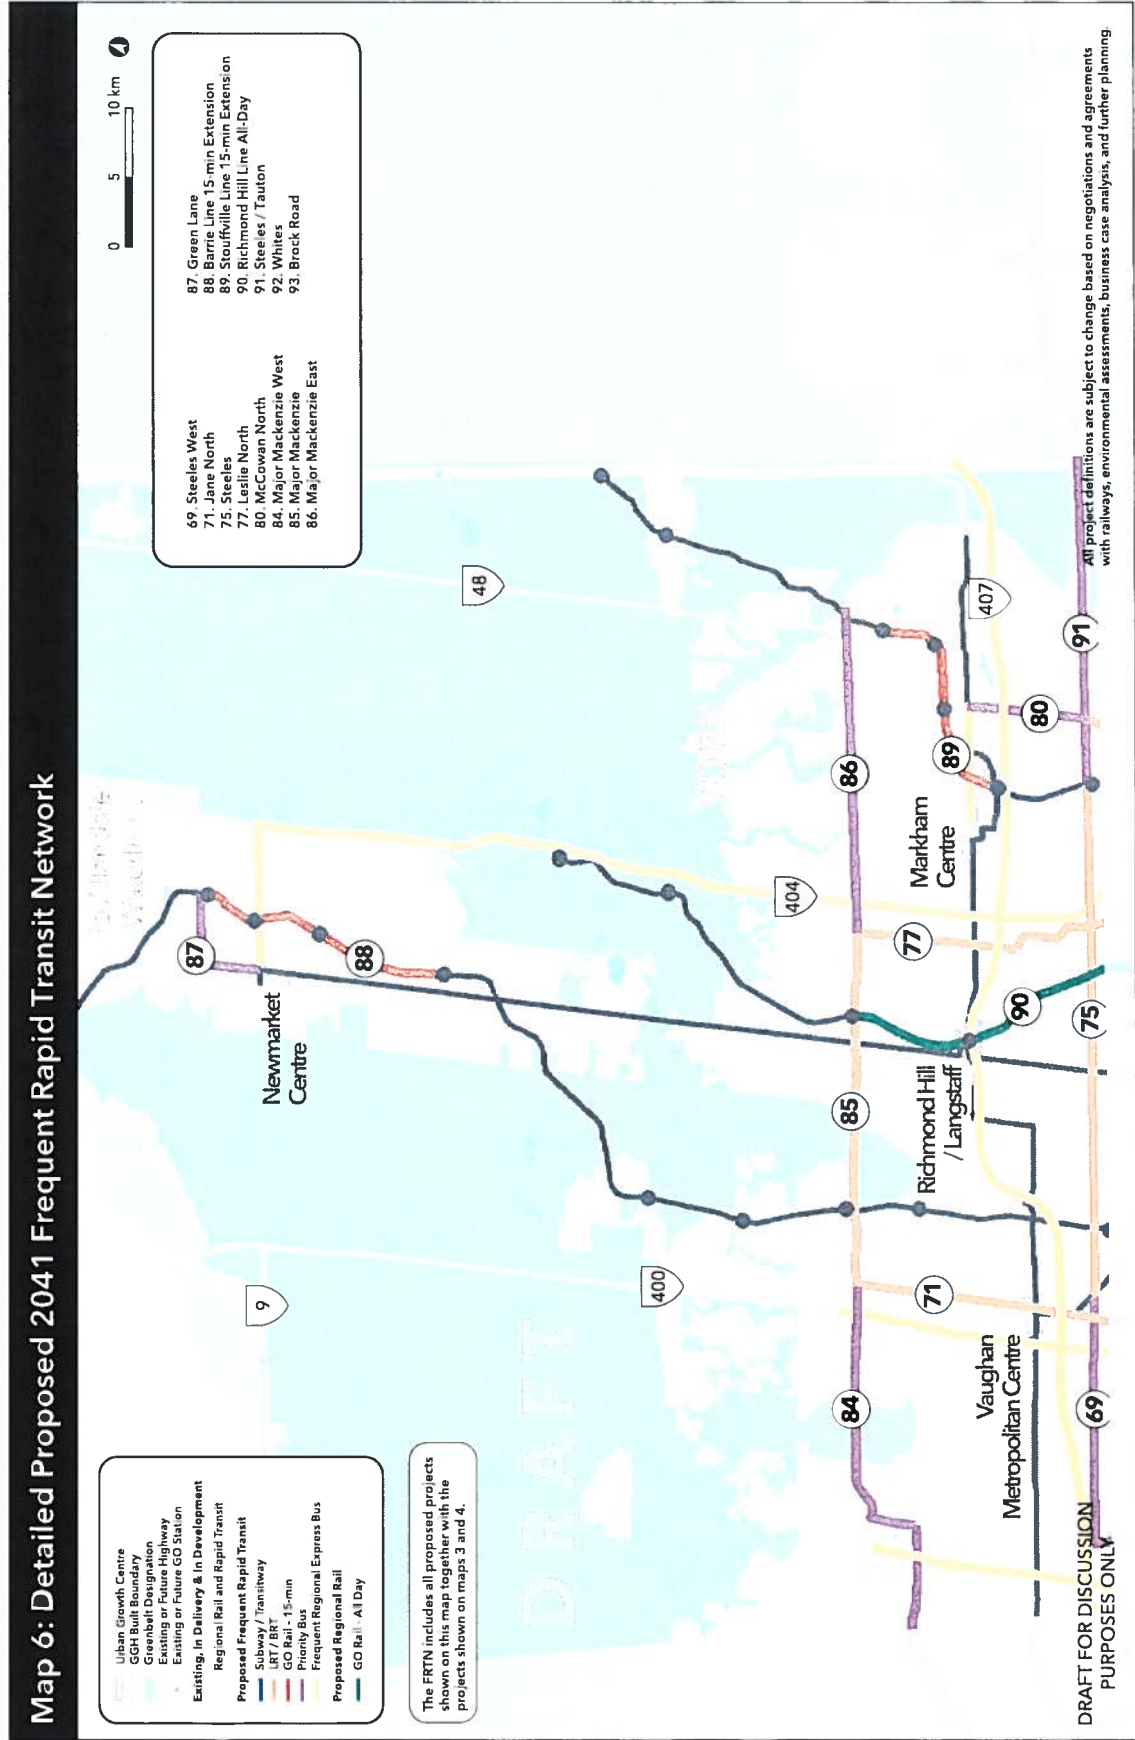 Map 6: Detailed Proposed 2041 Frequent Rapid Transit Network
Urban Growth Centre
GGH Built Boundary
Greenbelt Designation
Existing or Future Highway
Existing or Future GO Station
Existing, In Delivery & In Development
Regional Rail and Rapid Transit
Proposed Frequent Rapid Transit
Subway / Transitway
LRT / BRT
GO Rail - 15-min
Priority Bus
Frequent Regional Express Bus
Proposed Regional Rail
GO Rail - All Day
The FRTN includes all proposed projects
shown on this map together with the
projects shown on maps 3 and 4.
0 5 10 km
69. Steeles West
71. Jane North
75. Steeles
77. Leslie North
80. McCowan North
84. Major Mackenzie West
85. Major Mackenzie
86. Major Mackenzie East
87. Green Lane
88. Barrie Line 15-min Extension
89. Stouffville Line 15-min Extension
90. Richmond Hill Line All-Day
91. Steeles / Tauton
92. Whites
93. Brock Road
87
9
Newmarket
Centre
88
48
DRAFT
400
404
84
85
86
71
77
Richmond Hill
/ Langstaff
Markham
Centre
89
407
Vaughan
Metropolitan Centre
90
80
69
75
91
DRAFT FOR DISCUSSION
PURPOSES ONLY
All project definitions are subject to change based on negotiations and agreements
with railways, environmental assessments, business case analysis, and further planning.